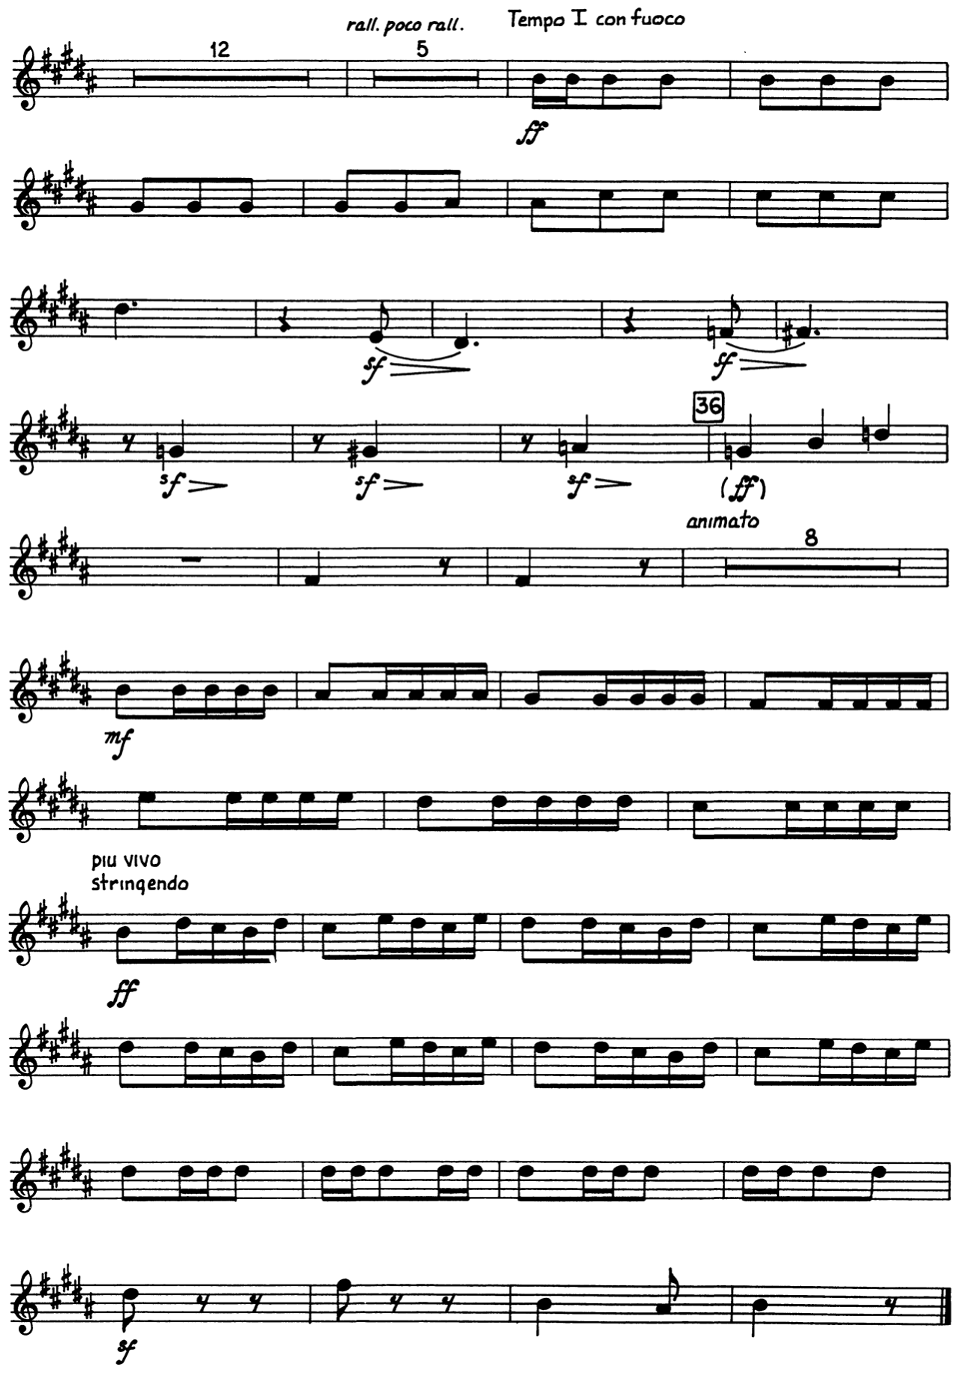 rall. poco rall. Tempo I con fuoco
12 5
ff
sf sf
36
sf sf sf (ff)
animato
8
mf
piu vivo
stringendo
ff
sf